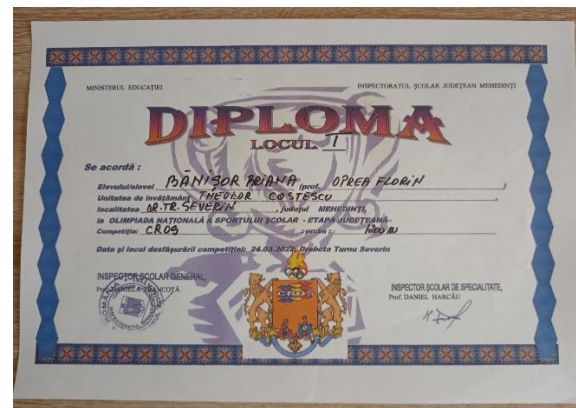 MINISTERUL EDUCAȚIEI
INSPECTORATUL ȘCOLAR JUDEȚEAN MEHEDINȚI
DIPLOMA
LOCUL I
Se acordă :
Elevului/elevei BĂNIȘOR BRIANA (prof. OPREA FLORIN )
Unitatea de învățământ THEODOR COSTESCU
localitatea DR. TR. SEVERIN , județul MEHEDINȚI,
la OLIMPIADA NAȚIONALĂ A SPORTULUI ȘCOLAR - ETAPA JUDEȚEANĂ-
Competiția: CROS ; proba :
Data și locul desfășurării competiției: 24.03.2022, Drobeta Turnu Severin
INSPECTOR ȘCOLAR GENERAL,
CROS
INSPECTOR ȘCOLAR DE SPECIALITATE,
Prof. DANIEL HARCĂU